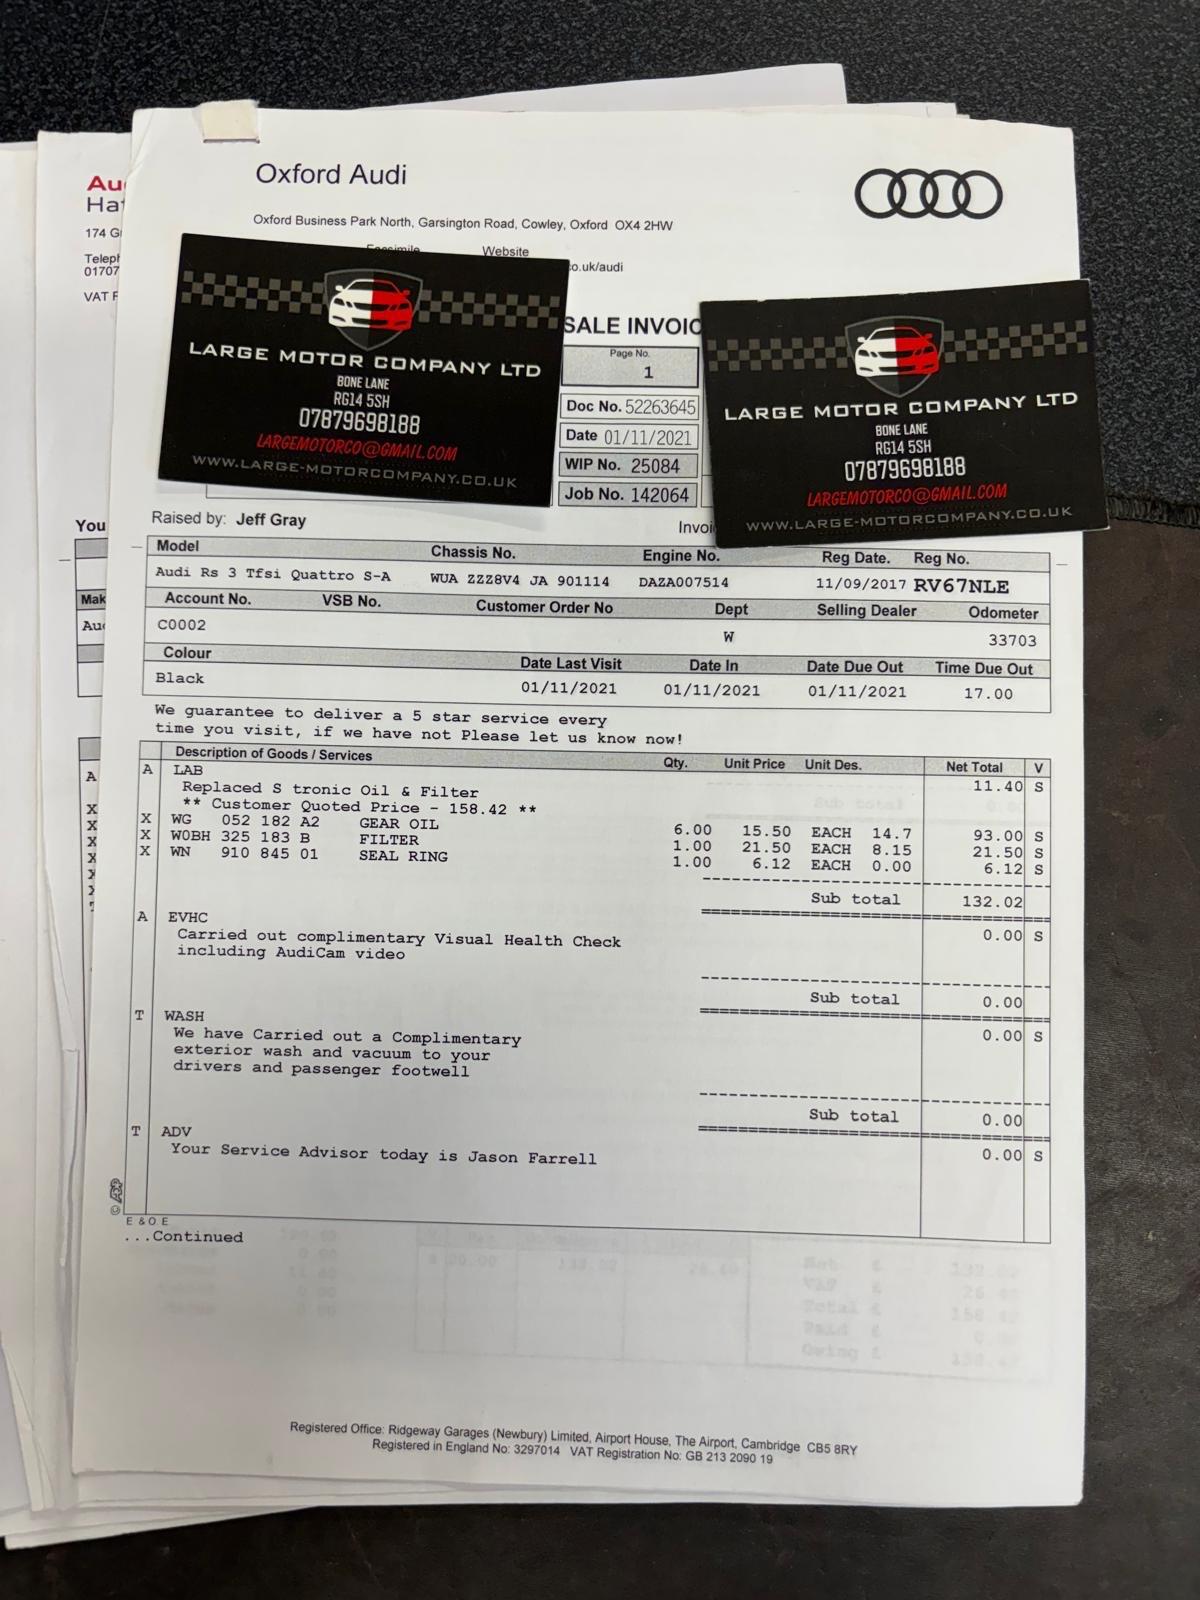 Oxford Audi
Oxford Business Park North, Garsington Road, Cowley, Oxford OX4 2HW
Facsimile Website
co.uk/audi
Au
Ha
174 G
Teleph
01707
VAT
LARGE MOTOR COMPANY LTD
BONE LANE
RG14 5SH
07879698188
LARGEMOTORCO@GMAIL.COM
WWW.LARGE-MOTORCOMPANY.CO.UK
SALE INVOIC
Page No.
1
Doc No. 52263645
Date 01/11/2021
WIP No. 25084
Job No. 142064
LARGE MOTOR COMPANY LTD
BONE LANE
RG14 5SH
07879698188
LARGEMOTORCO@GMAIL.COM
WWW.LARGE-MOTORCOMPANY.CO.UK
Raised by: Jeff Gray Invoi
You
Mak
Au
Model Chassis No. Engine No. Reg Date. Reg No.
Audi Rs 3 Tfsi Quattro S-A WUA ZZZ8V4 JA 901114 DAZA007514 11/09/2017 RV67NLE
Account No. VSB No. Customer Order No Dept Selling Dealer Odometer
C0002 W 33703
Colour Date Last Visit Date In Date Due Out Time Due Out
Black 01/11/2021 01/11/2021 01/11/2021 17.00
We guarantee to deliver a 5 star service every
time you visit, if we have not Please let us know now!
Description of Goods / Services Qty. Unit Price Unit Des. Net Total V
A LAB 11.40 S
Replaced S tronic Oil & Filter
** Customer Quoted Price - 158.42 **
X WG 052 182 A2 GEAR OIL 6.00 15.50 EACH 14.7 93.00 S
X W0BH 325 183 B FILTER 1.00 21.50 EACH 8.15 21.50 S
X WN 910 845 01 SEAL RING 1.00 6.12 EACH 0.00 6.12 S
Sub total 132.02
A EVHC 0.00 S
Carried out complimentary Visual Health Check
including AudiCam video
Sub total 0.00
T WASH 0.00 S
We have Carried out a Complimentary
exterior wash and vacuum to your
drivers and passenger footwell
Sub total 0.00
T ADV 0.00 S
Your Service Advisor today is Jason Farrell
© ADP
E & O E
...Continued
Registered Office: Ridgeway Garages (Newbury) Limited, Airport House, The Airport, Cambridge CB5 8RY
Registered in England No: 3297014 VAT Registration No: GB 213 2090 19